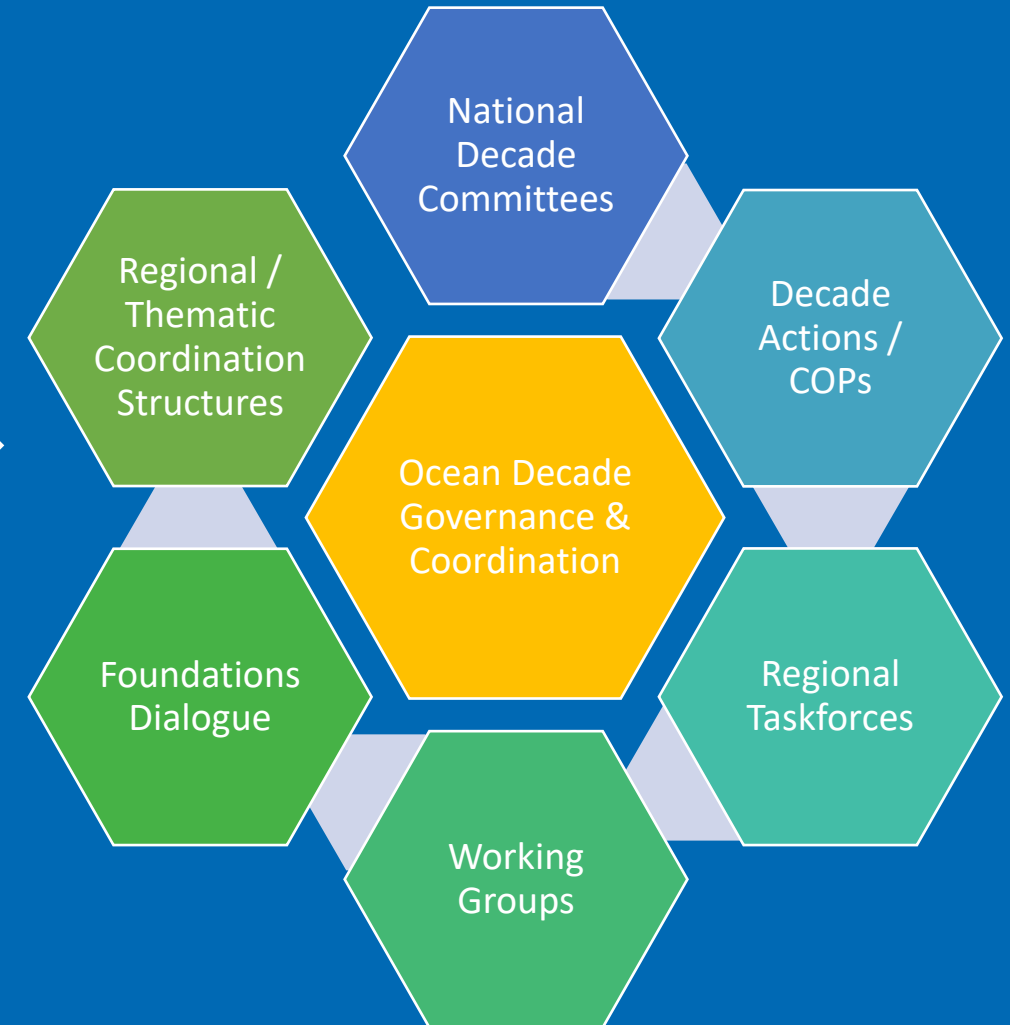 National
Decade
Committees
Decade
Actions /
COPs
Regional
Taskforces
Working
Groups
Foundations
Dialogue
Regional /
Thematic
Coordination
Structures
Ocean Decade
Governance &
Coordination